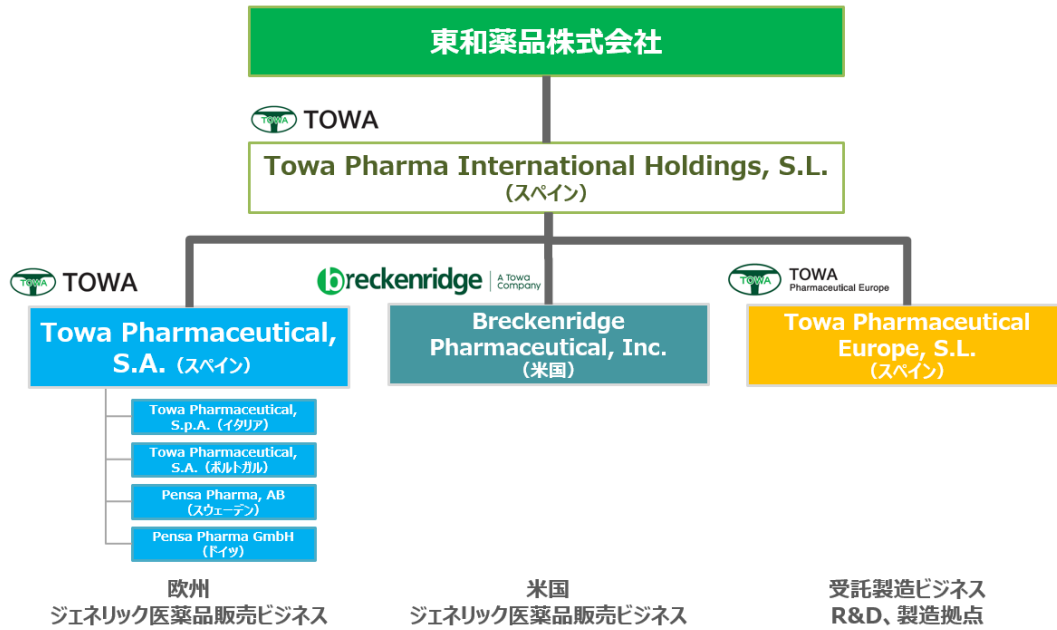 東和薬品株式会社
TOWA TOWA
Towa Pharma International Holdings, S.L.
（スペイン）
TOWA TOWA
breckenridge A Towa Company
TOWA TOWA Pharmaceutical Europe
Towa Pharmaceutical,
S.A.（スペイン）
Breckenridge
Pharmaceutical, Inc.
（米国）
Towa Pharmaceutical
Europe, S.L.
（スペイン）
Towa Pharmaceutical,
S.p.A.（イタリア）
Towa Pharmaceutical,
S.A.（ポルトガル）
Pensa Pharma, AB
（スウェーデン）
Pensa Pharma GmbH
（ドイツ）
欧州
ジェネリック医薬品販売ビジネス
米国
ジェネリック医薬品販売ビジネス
受託製造ビジネス
R&D、製造拠点